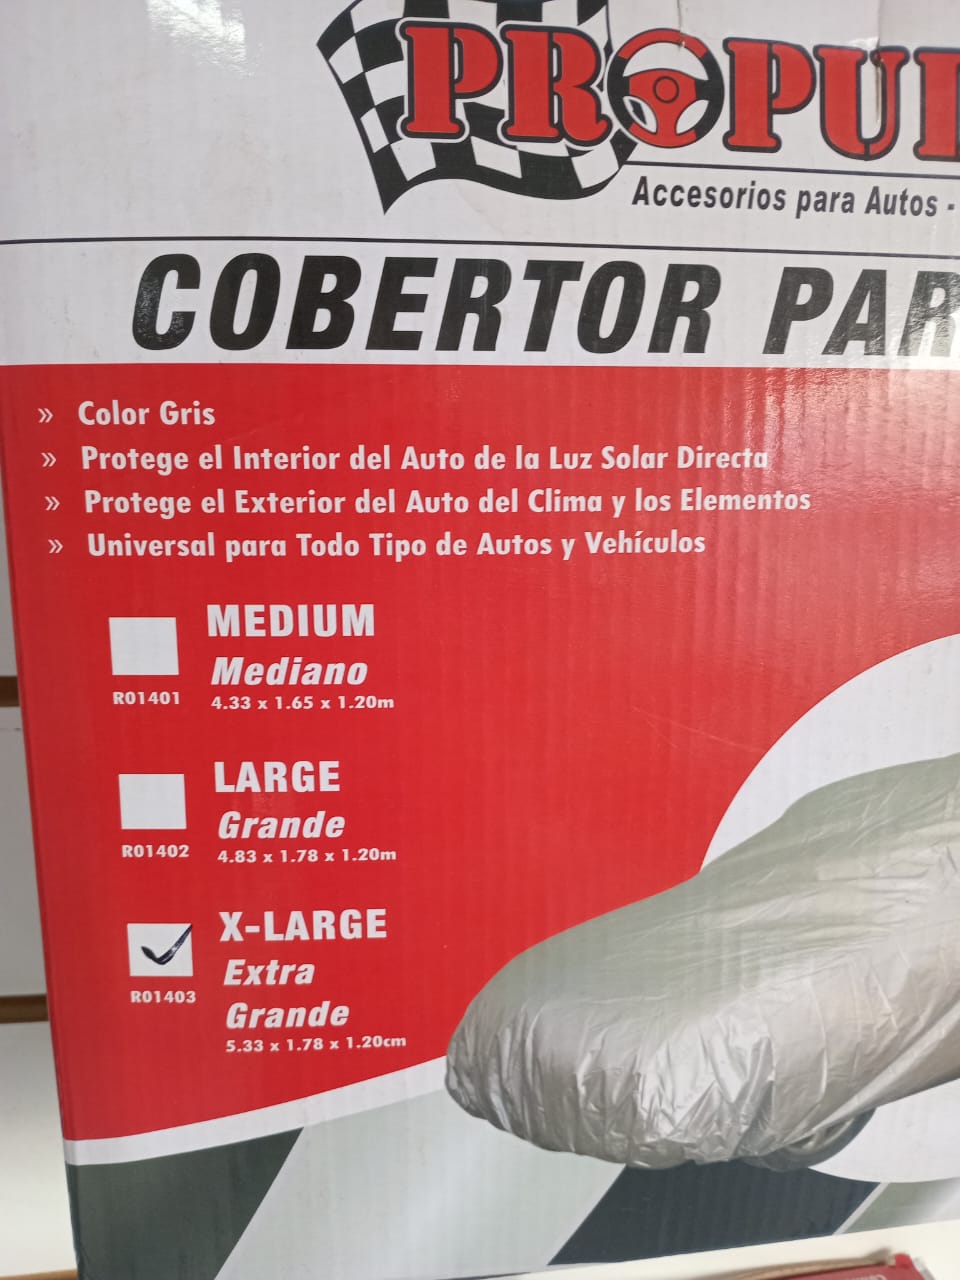 PROPU
Accesorios para Autos -
COBERTOR PAR
» Color Gris
» Protege el Interior del Auto de la Luz Solar Directa
» Protege el Exterior del Auto del Clima y los Elementos
» Universal para Todo Tipo de Autos y Vehículos
MEDIUM
Mediano
R01401
4.33 x 1.65 x 1.20m
LARGE
Grande
R01402
4.83 x 1.78 x 1.20m
X-LARGE
Extra
Grande
R01403
5.33 x 1.78 x 1.20cm